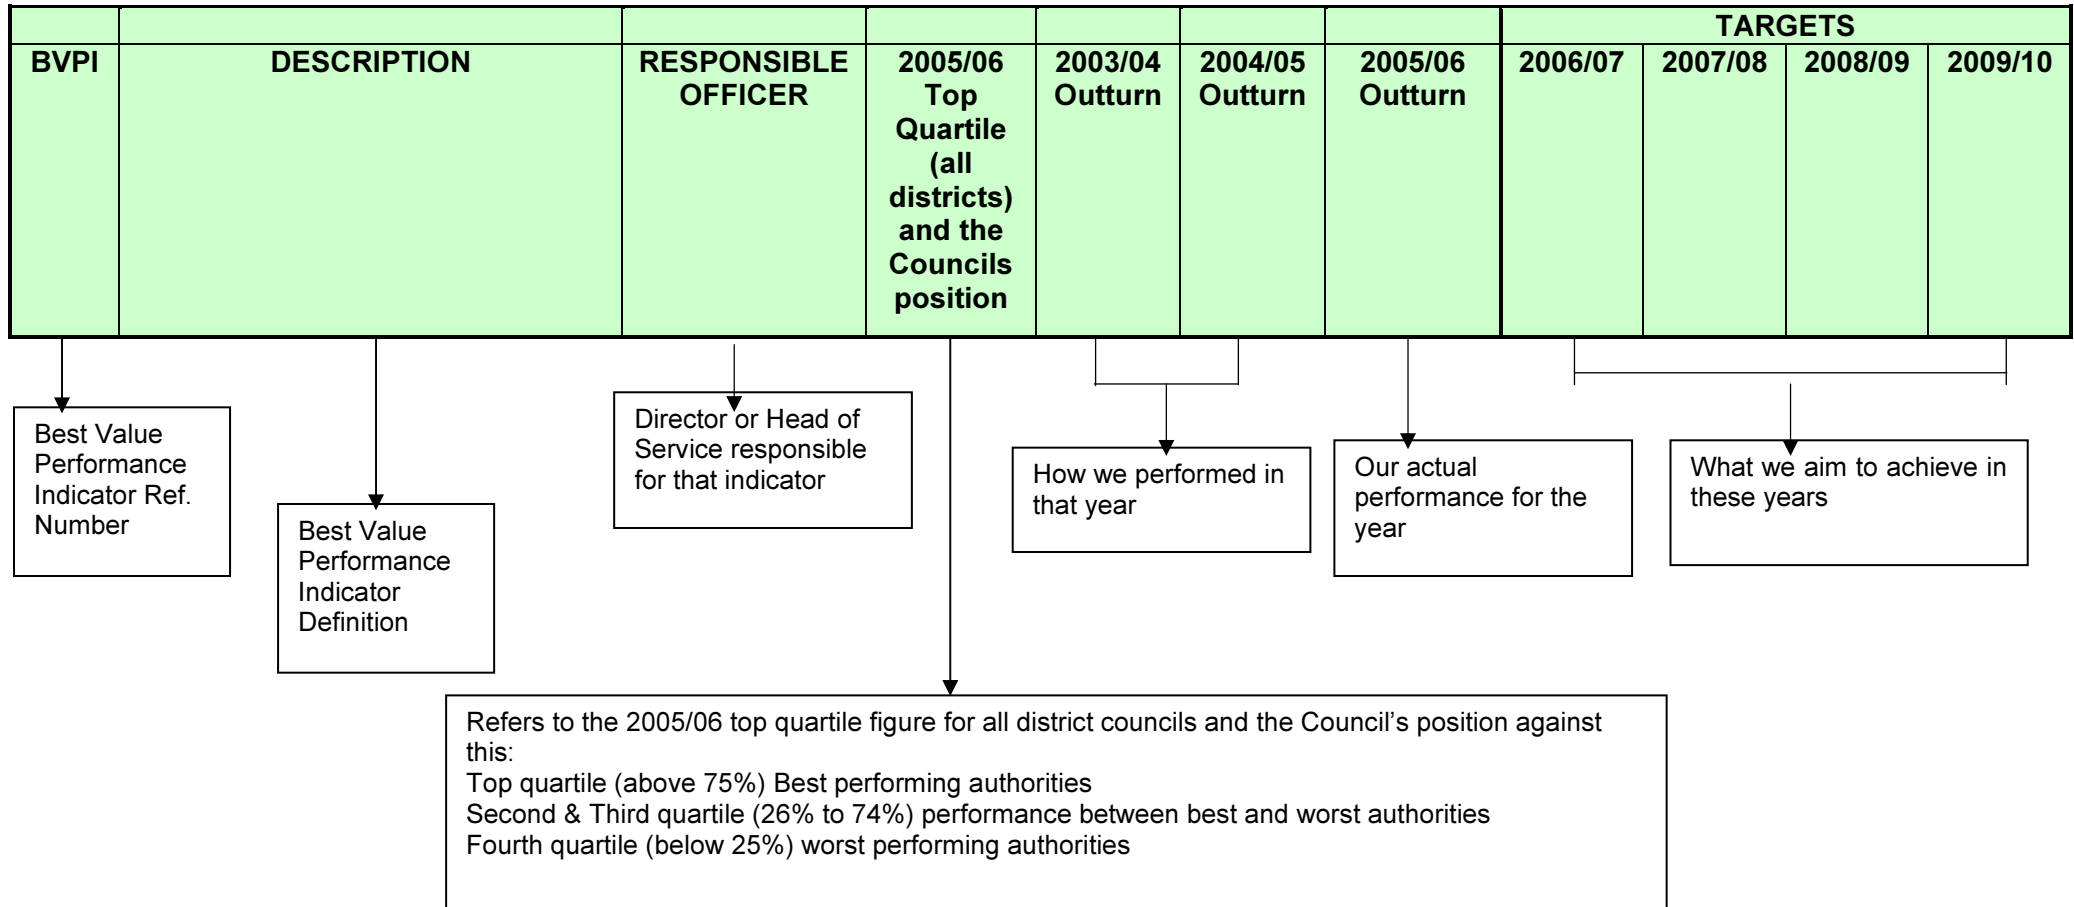 TARGETS
BVPI
DESCRIPTION
RESPONSIBLE
OFFICER
2005/06
Top
Quartile
(all
districts)
and the
Councils
position
2003/04
Outturn
2004/05
Outturn
2005/06
Outturn
2006/07
2007/08
2008/09
2009/10
Best Value
Performance
Indicator Ref.
Number
Best Value
Performance
Indicator
Definition
Director or Head of
Service responsible
for that indicator
How we performed in
that year
Our actual
performance for the
year
What we aim to achieve in
these years
Refers to the 2005/06 top quartile figure for all district councils and the Council’s position against
this:
Top quartile (above 75%) Best performing authorities
Second & Third quartile (26% to 74%) performance between best and worst authorities
Fourth quartile (below 25%) worst performing authorities